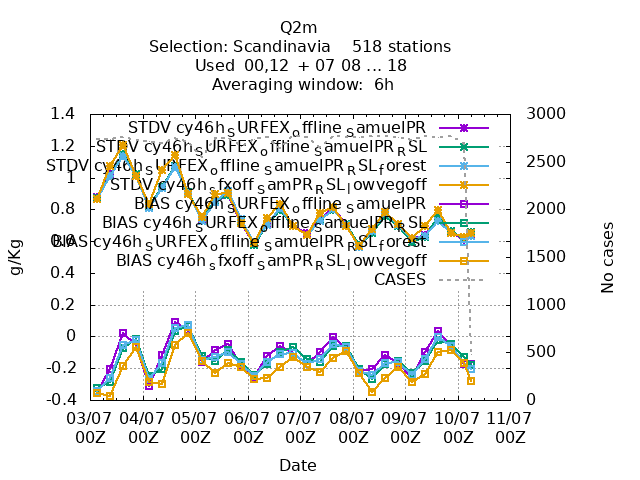 Q2m
Selection: Scandinavia 518 stations
Used 00,12 + 07 08 ... 18
Averaging window: 6h
1.4
1.2
1
0.8
0.6
0.4
0.2
0
-0.2
-0.4
g/Kg
3000
2500
2000
1500
1000
500
0
No cases
STDV cy46h_SURFEX_offline_SamuelPR
STDV cy46h_SURFEX_offline_SamuelPR_RSL
STDV cy46h_SURFEX_offline_SamuelPR_RSL_forest
STDV cy46h_sfxoff_SamPR_RSL_lowvegoff
BIAS cy46h_SURFEX_offline_SamuelPR
BIAS cy46h_SURFEX_offline_SamuelPR_RSL
BIAS cy46h_SURFEX_offline_SamuelPR_RSL_forest
BIAS cy46h_sfxoff_SamPR_RSL_lowvegoff
CASES
03/07 04/07 05/07 06/07 07/07 08/07 09/07 10/07 11/07
00Z 00Z 00Z 00Z 00Z 00Z 00Z 00Z 00Z
Date